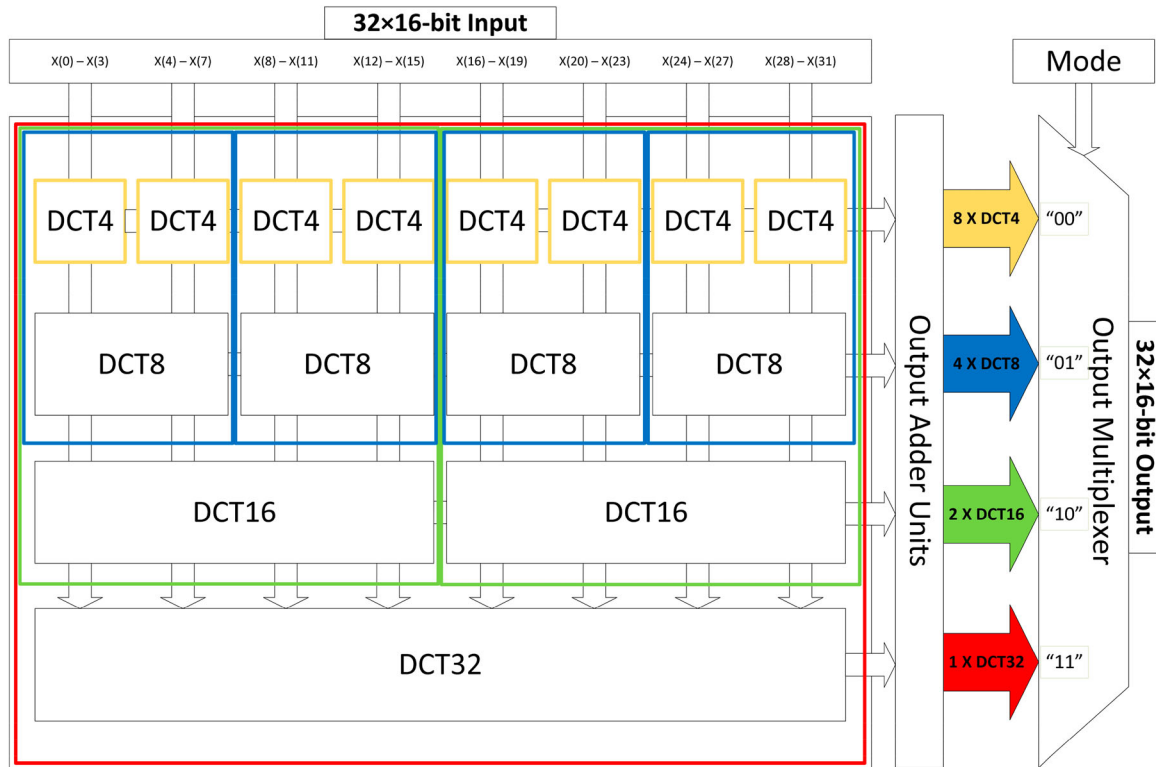 32×16-bit Input
X(0) – X(3)
X(4) – X(7)
X(8) – X(11)
X(12) – X(15)
X(16) – X(19)
X(20) – X(23)
X(24) – X(27)
X(28) – X(31)
Mode
DCT4
DCT4
DCT4
DCT4
DCT4
DCT4
DCT4
DCT4
8 X DCT4
“00”
DCT8
DCT8
DCT8
DCT8
4 X DCT8
“01”
DCT16
DCT16
2 X DCT16
“10”
DCT32
1 X DCT32
“11”
Output Adder Units
Output Multiplexer
32×16-bit Output